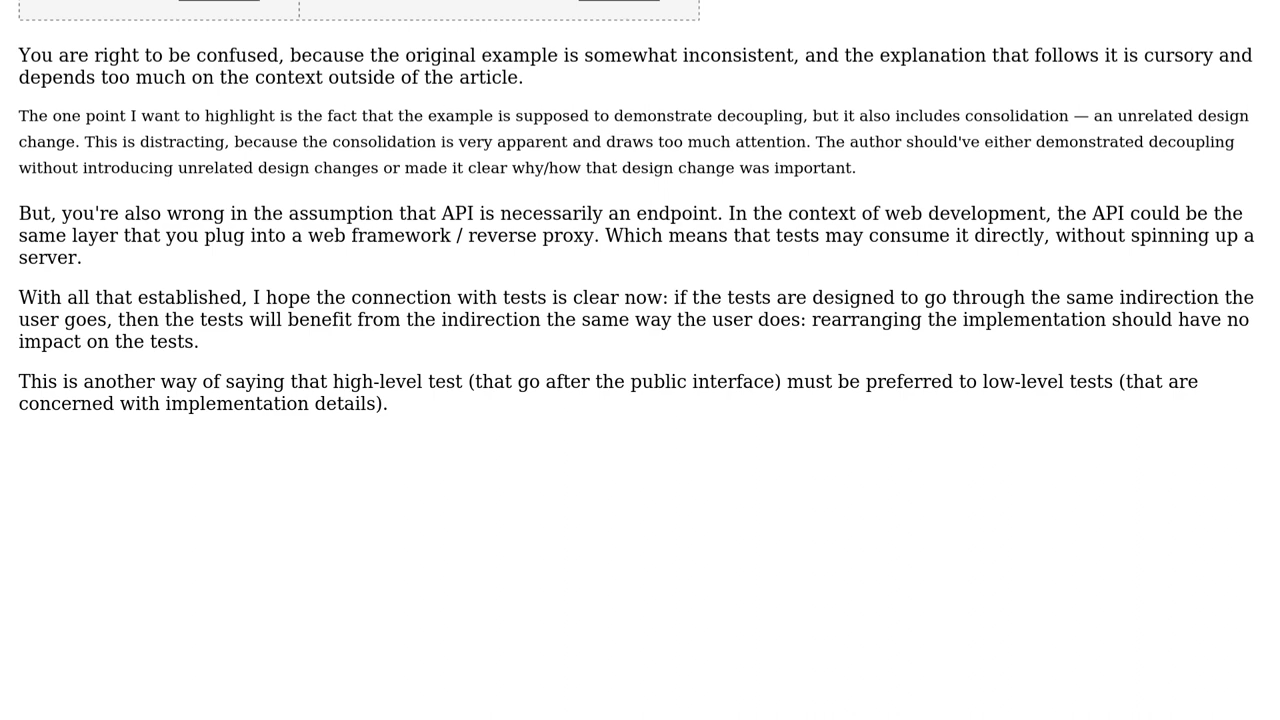 You are right to be confused, because the original example is somewhat inconsistent, and the explanation that follows it is cursory and
depends too much on the context outside of the article.
The one point I want to highlight is the fact that the example is supposed to demonstrate decoupling, but it also includes consolidation — an unrelated design
change. This is distracting, because the consolidation is very apparent and draws too much attention. The author should've either demonstrated decoupling
without introducing unrelated design changes or made it clear why/how that design change was important.
But, you're also wrong in the assumption that API is necessarily an endpoint. In the context of web development, the API could be the
same layer that you plug into a web framework / reverse proxy. Which means that tests may consume it directly, without spinning up a
server.
With all that established, I hope the connection with tests is clear now: if the tests are designed to go through the same indirection the
user goes, then the tests will benefit from the indirection the same way the user does: rearranging the implementation should have no
impact on the tests.
This is another way of saying that high-level test (that go after the public interface) must be preferred to low-level tests (that are
concerned with implementation details).